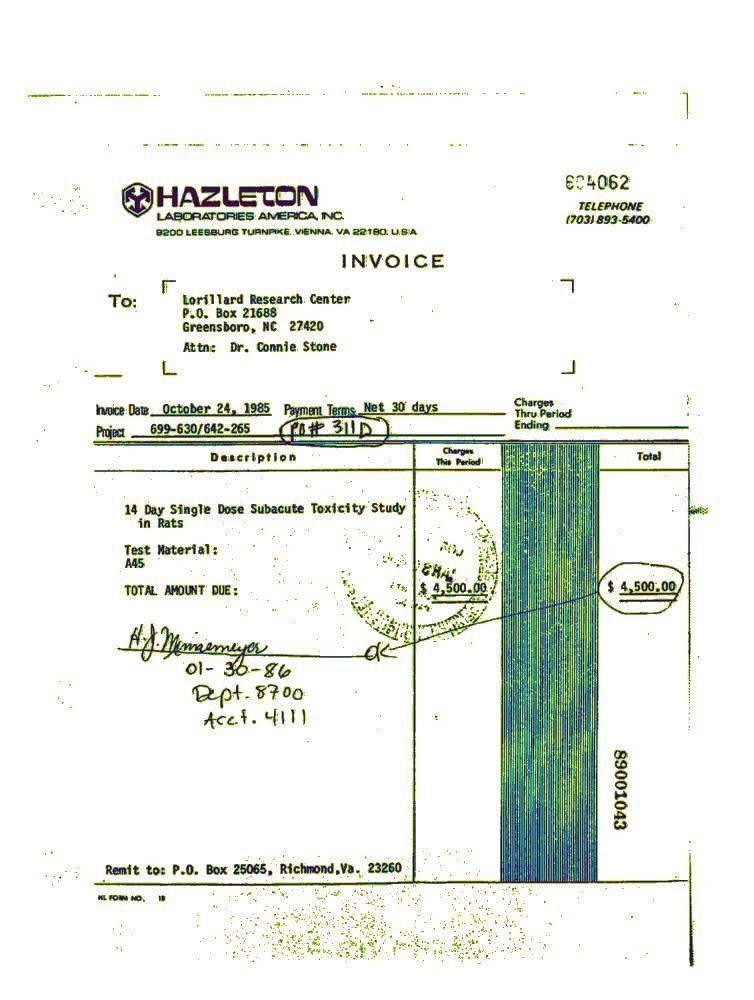 HAZLETON
LABORATORIES AMERICA, INC.
9200 LEESBURG TURNPIKE, VIENNA, VA 22180, U.S.A.
4062
TELEPHONE
(703) 893-5400
INVOICE
To:
Lorillard Research Center
P.O. Box 21688
Greensboro, NC 27420
Attn: Dr. Connie Stone
Invoice Date October 24, 1985 Payment Terms Net 30 days
Charges
Thru Period
Ending
Project 699-630/642-265 PO# 311D
Description
Charges
This Period
Total
14 Day Single Dose Subacute Toxicity Study
in Rats
Test Material:
A45
TOTAL AMOUNT DUE: $ 4,500.00 $ 4,500.00
H.J. Minnemeyer OK
01-30-86
Dept. 8700
Acct. 4111
89001043
Remit to: P.O. Box 25065, Richmond,Va. 23260
HL FORM NO. 18